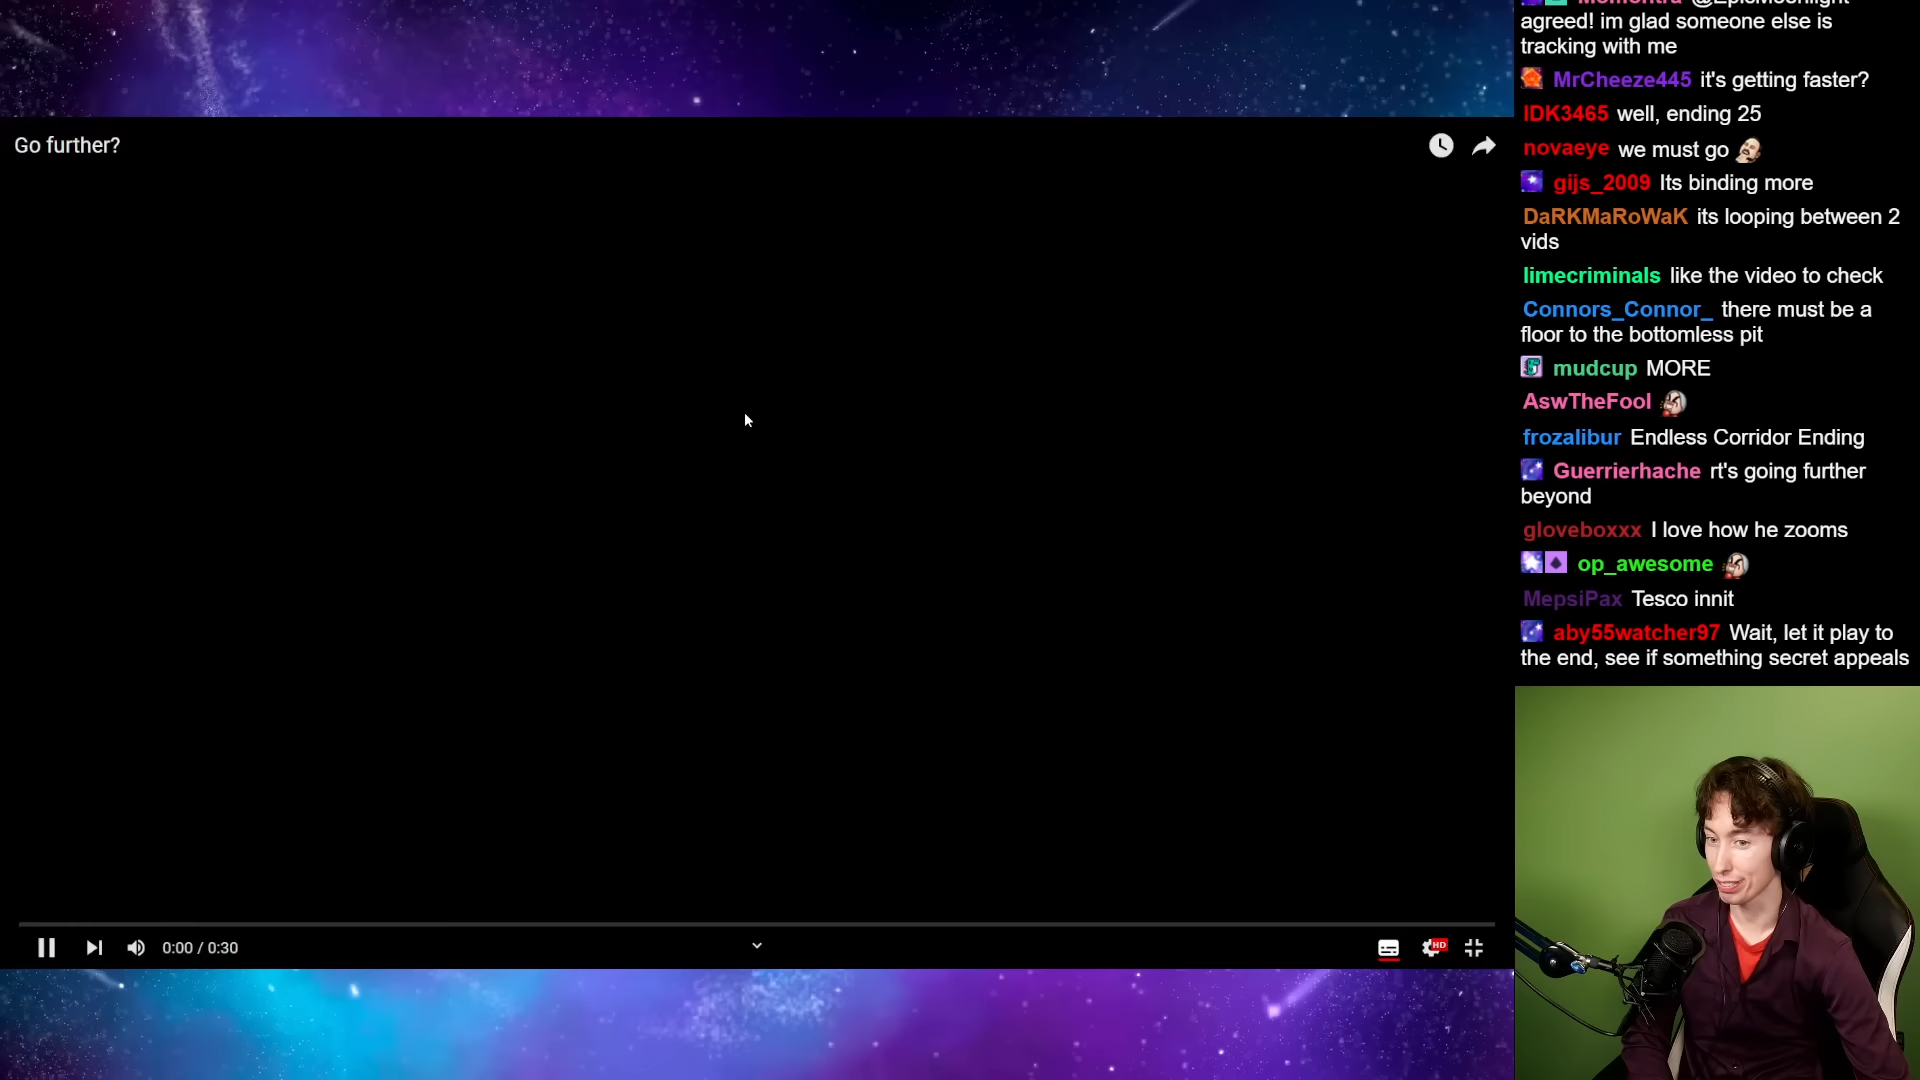 Momontra @EpicMoonlight
agreed! im glad someone else is
tracking with me
MrCheeze445 it's getting faster?
IDK3465 well, ending 25
novaeye we must go
gijs_2009 Its binding more
DaRKMaRoWaK its looping between 2
vids
limecriminals like the video to check
Connors_Connor_ there must be a
floor to the bottomless pit
mudcup MORE
AswTheFool
frozalibur Endless Corridor Ending
Guerrierhache rt's going further
beyond
gloveboxxx I love how he zooms
op_awesome
MepsiPax Tesco innit
aby55watcher97 Wait, let it play to
the end, see if something secret appeals
Go further?
0:00 / 0:30
HD